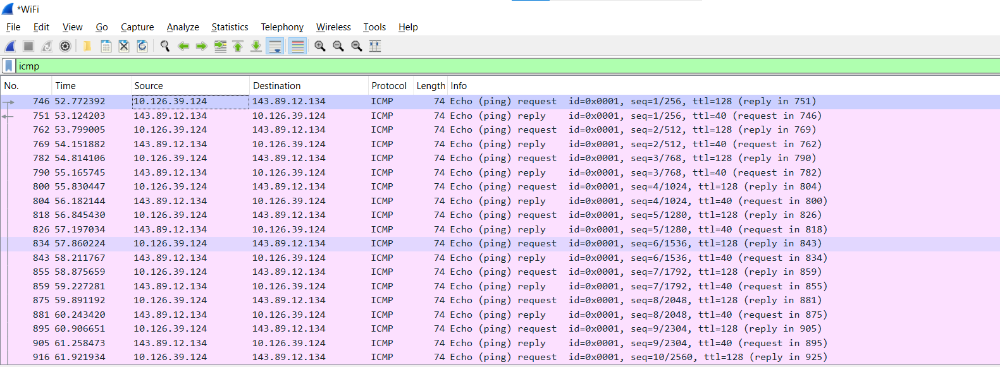 *WiFi
File Edit View Go Capture Analyze Statistics Telephony Wireless Tools Help
icmp
No. Time Source Destination Protocol Length Info
746 52.772392 10.126.39.124 143.89.12.134 ICMP 74 Echo (ping) request id=0x0001, seq=1/256, ttl=128 (reply in 751)
751 53.124203 143.89.12.134 10.126.39.124 ICMP 74 Echo (ping) reply id=0x0001, seq=1/256, ttl=40 (request in 746)
762 53.799005 10.126.39.124 143.89.12.134 ICMP 74 Echo (ping) request id=0x0001, seq=2/512, ttl=128 (reply in 769)
769 54.151882 143.89.12.134 10.126.39.124 ICMP 74 Echo (ping) reply id=0x0001, seq=2/512, ttl=40 (request in 762)
782 54.814106 10.126.39.124 143.89.12.134 ICMP 74 Echo (ping) request id=0x0001, seq=3/768, ttl=128 (reply in 790)
790 55.165745 143.89.12.134 10.126.39.124 ICMP 74 Echo (ping) reply id=0x0001, seq=3/768, ttl=40 (request in 782)
800 55.830447 10.126.39.124 143.89.12.134 ICMP 74 Echo (ping) request id=0x0001, seq=4/1024, ttl=128 (reply in 804)
804 56.182144 143.89.12.134 10.126.39.124 ICMP 74 Echo (ping) reply id=0x0001, seq=4/1024, ttl=40 (request in 800)
818 56.845430 10.126.39.124 143.89.12.134 ICMP 74 Echo (ping) request id=0x0001, seq=5/1280, ttl=128 (reply in 826)
826 57.197034 143.89.12.134 10.126.39.124 ICMP 74 Echo (ping) reply id=0x0001, seq=5/1280, ttl=40 (request in 818)
834 57.860224 10.126.39.124 143.89.12.134 ICMP 74 Echo (ping) request id=0x0001, seq=6/1536, ttl=128 (reply in 843)
843 58.211767 143.89.12.134 10.126.39.124 ICMP 74 Echo (ping) reply id=0x0001, seq=6/1536, ttl=40 (request in 834)
855 58.875659 10.126.39.124 143.89.12.134 ICMP 74 Echo (ping) request id=0x0001, seq=7/1792, ttl=128 (reply in 859)
859 59.227281 143.89.12.134 10.126.39.124 ICMP 74 Echo (ping) reply id=0x0001, seq=7/1792, ttl=40 (request in 855)
875 59.891192 10.126.39.124 143.89.12.134 ICMP 74 Echo (ping) request id=0x0001, seq=8/2048, ttl=128 (reply in 881)
881 60.243420 143.89.12.134 10.126.39.124 ICMP 74 Echo (ping) reply id=0x0001, seq=8/2048, ttl=40 (request in 875)
895 60.906651 10.126.39.124 143.89.12.134 ICMP 74 Echo (ping) request id=0x0001, seq=9/2304, ttl=128 (reply in 905)
905 61.258473 143.89.12.134 10.126.39.124 ICMP 74 Echo (ping) reply id=0x0001, seq=9/2304, ttl=40 (request in 895)
916 61.921934 10.126.39.124 143.89.12.134 ICMP 74 Echo (ping) request id=0x0001, seq=10/2560, ttl=128 (reply in 925)